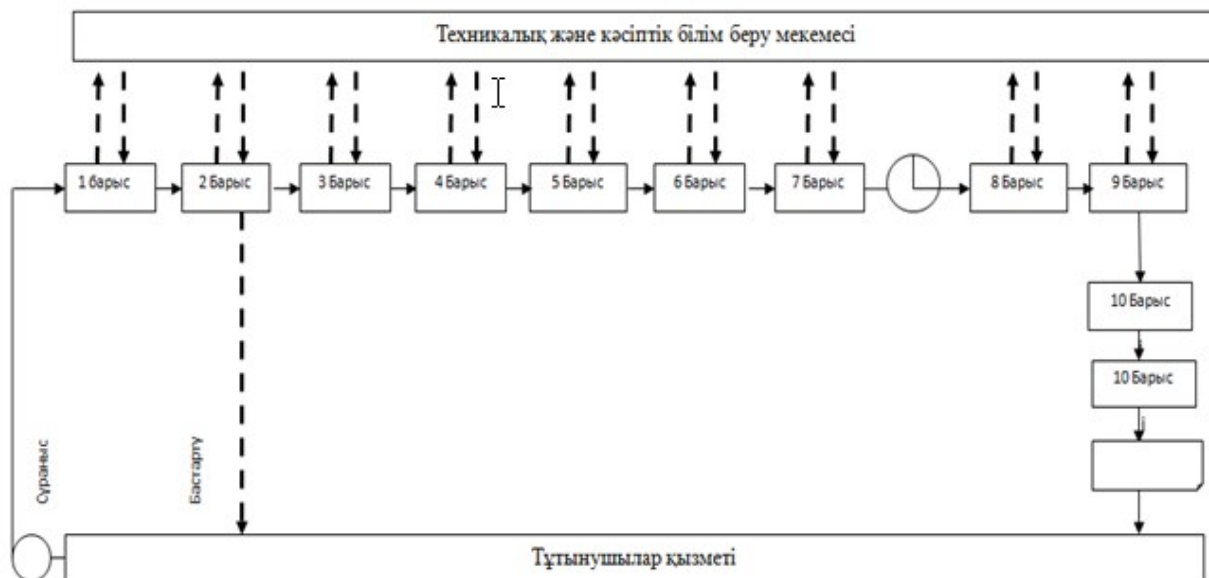 Техникалық және кәсіптік білім беру мекемесі
1 барыс
2 Барыс
3 Барыс
4 Барыс
5 Барыс
6 Барыс
7 Барыс
8 Барыс
9 Барыс
10 Барыс
10 Барыс
Сұраныс
Бастарту
Тұтынушылар қызметі